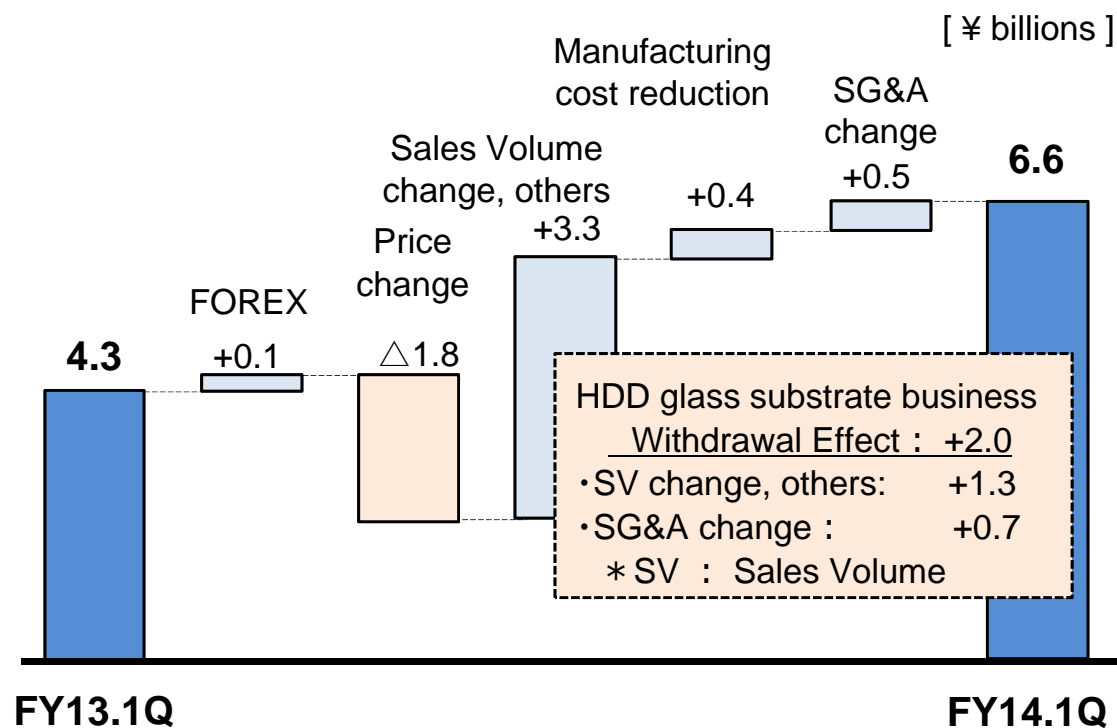 [ ¥ billions ]
Manufacturing
cost reduction
SG&A
change
Sales Volume
change, others
6.6
+0.5
+0.4
+3.3
Price
change
FOREX
4.3
+0.1
△1.8
HDD glass substrate business
Withdrawal Effect : +2.0
・SV change, others: +1.3
・SG&A change : +0.7
＊SV : Sales Volume
FY13.1Q
FY14.1Q